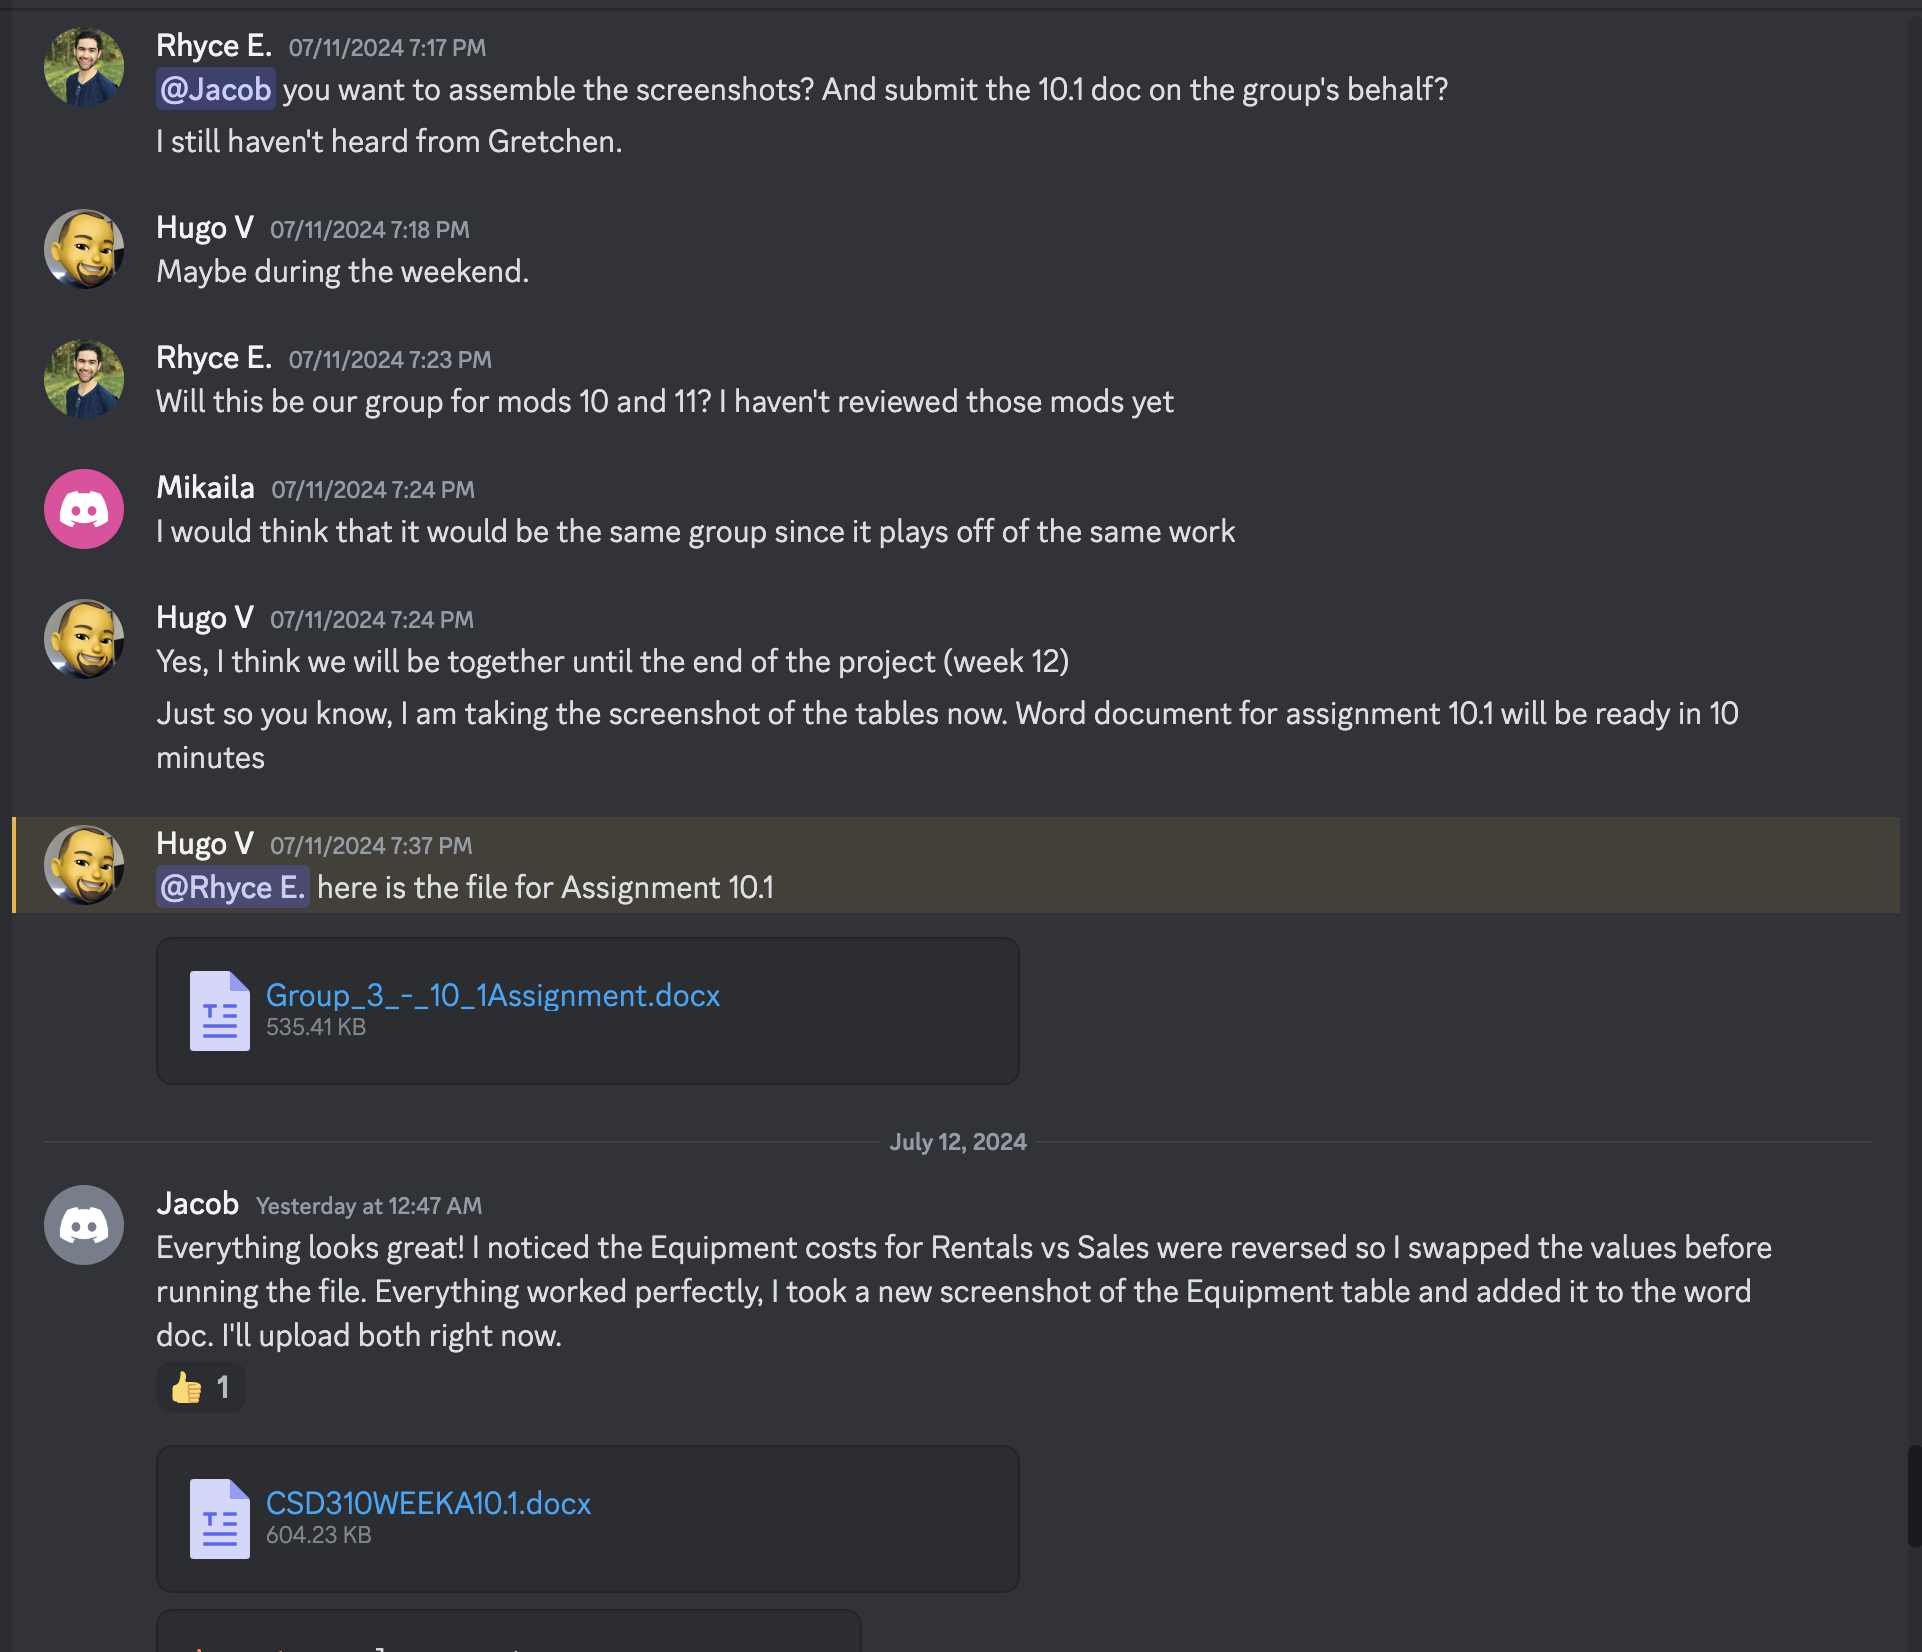 Rhyce E. 07/11/2024 7:17 PM
@Jacob you want to assemble the screenshots? And submit the 10.1 doc on the group's behalf?
I still haven't heard from Gretchen.
Hugo V 07/11/2024 7:18 PM
Maybe during the weekend.
Rhyce E. 07/11/2024 7:23 PM
Will this be our group for mods 10 and 11? I haven't reviewed those mods yet
Mikaila 07/11/2024 7:24 PM
I would think that it would be the same group since it plays off of the same work
Hugo V 07/11/2024 7:24 PM
Yes, I think we will be together until the end of the project (week 12)
Just so you know, I am taking the screenshot of the tables now. Word document for assignment 10.1 will be ready in 10
minutes
Hugo V 07/11/2024 7:37 PM
@Rhyce E. here is the file for Assignment 10.1
Group_3_-_10_1Assignment.docx
535.41 KB
July 12, 2024
Jacob Yesterday at 12:47 AM
Everything looks great! I noticed the Equipment costs for Rentals vs Sales were reversed so I swapped the values before
running the file. Everything worked perfectly, I took a new screenshot of the Equipment table and added it to the word
doc. I'll upload both right now.
1
CSD310WEEKA10.1.docx
604.23 KB